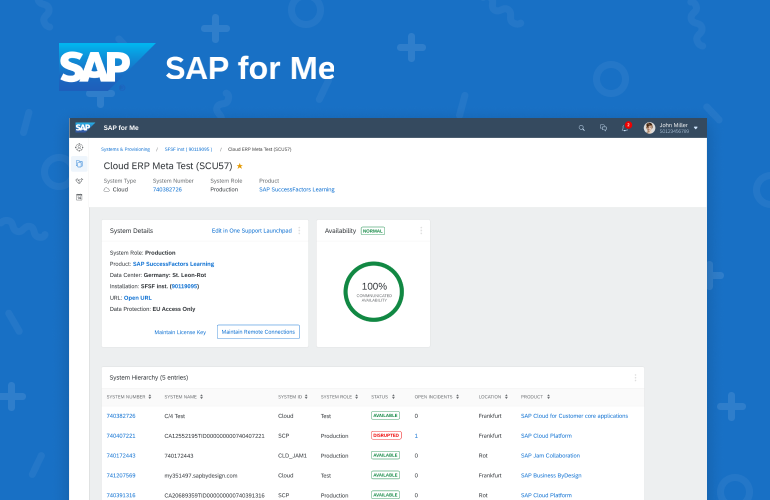 SAP SAP for Me
SAP SAP for Me 2 John Miller
S0123456789
Systems & Provisioning / SFSF inst ( 90119095 ) / Cloud ERP Meta Test (SCU57)
Cloud ERP Meta Test (SCU57)
System Type System Number System Role Product
Cloud 740382726 Production SAP SuccessFactors Learning
System Details Edit in One Support Launchpad
System Role: Production
Product: SAP SuccessFactors Learning
Data Center: Germany: St. Leon-Rot
Installation: SFSF inst. (90119095)
URL: Open URL
Data Protection: EU Access Only
Maintain License Key Maintain Remote Connections
Availability NORMAL
100%
COMMUNICATED
AVAILABILITY
System Hierarchy (5 entries)
SYSTEM NUMBER SYSTEM NAME SYSTEM ID SYSTEM ROLE STATUS OPEN INCIDENTS LOCATION PRODUCT
740382726 C/4 Test Cloud Test AVAILABLE 0 Frankfurt SAP Cloud for Customer core applications
740407221 CA12552195TID000000000740407221 SCP Production DISRUPTED 1 Frankfurt SAP Cloud Platform
740172443 740172443 CLD_JAM1 Production AVAILABLE 0 Rot SAP Jam Collaboration
741207569 my351497.sapbydesign.com Cloud Test AVAILABLE 0 Frankfurt SAP Business ByDesign
740391316 CA20689359TID000000000740391316 SCP Production AVAILABLE 0 Rot SAP Cloud Platform